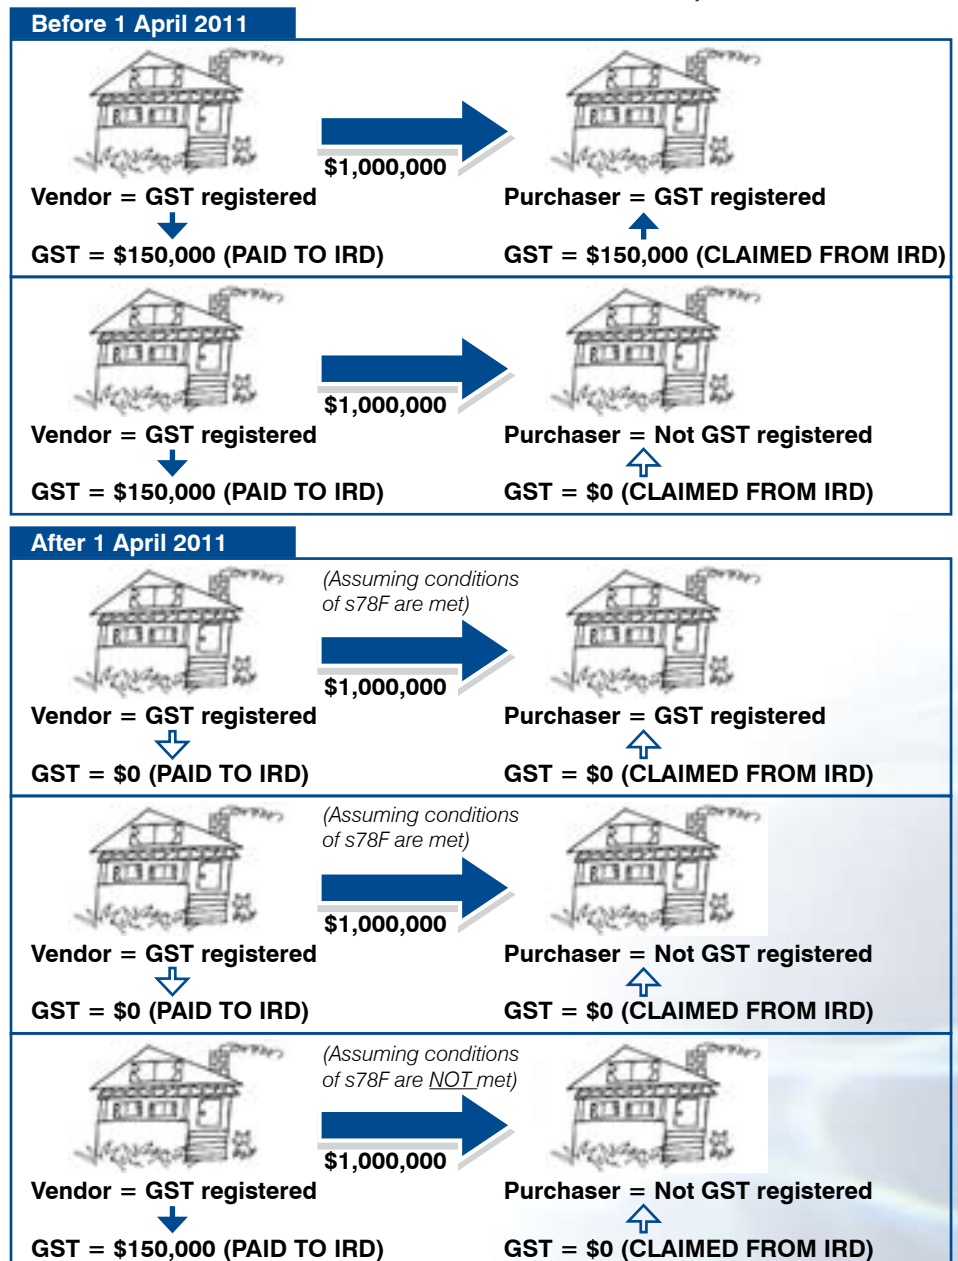 Before 1 April 2011
$1,000,000
Vendor = GST registered
Purchaser = GST registered
GST = $150,000 (PAID TO IRD)
GST = $150,000 (CLAIMED FROM IRD)
$1,000,000
Vendor = GST registered
Purchaser = Not GST registered
GST = $150,000 (PAID TO IRD)
GST = $0 (CLAIMED FROM IRD)
After 1 April 2011
(Assuming conditions
of s78F are met)
$1,000,000
Vendor = GST registered
Purchaser = GST registered
GST = $0 (PAID TO IRD)
GST = $0 (CLAIMED FROM IRD)
(Assuming conditions
of s78F are met)
$1,000,000
Vendor = GST registered
Purchaser = Not GST registered
GST = $0 (PAID TO IRD)
GST = $0 (CLAIMED FROM IRD)
(Assuming conditions
of s78F are NOT met)
$1,000,000
Vendor = GST registered
Purchaser = Not GST registered
GST = $150,000 (PAID TO IRD)
GST = $0 (CLAIMED FROM IRD)